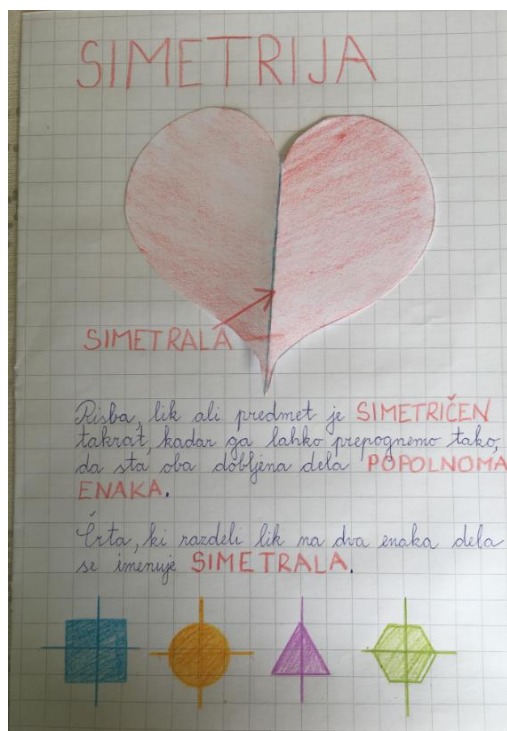 SIMETRIJA
SIMETRALA
Risba, lik ali predmet je SIMETRIČEN
takrat, kadar ga lahko prepognemo tako,
da sta oba dobljena dela POPOLNOMA
ENAKA.
Črta, ki razdeli lik na dva enaka dela
se imenuje SIMETRALA.